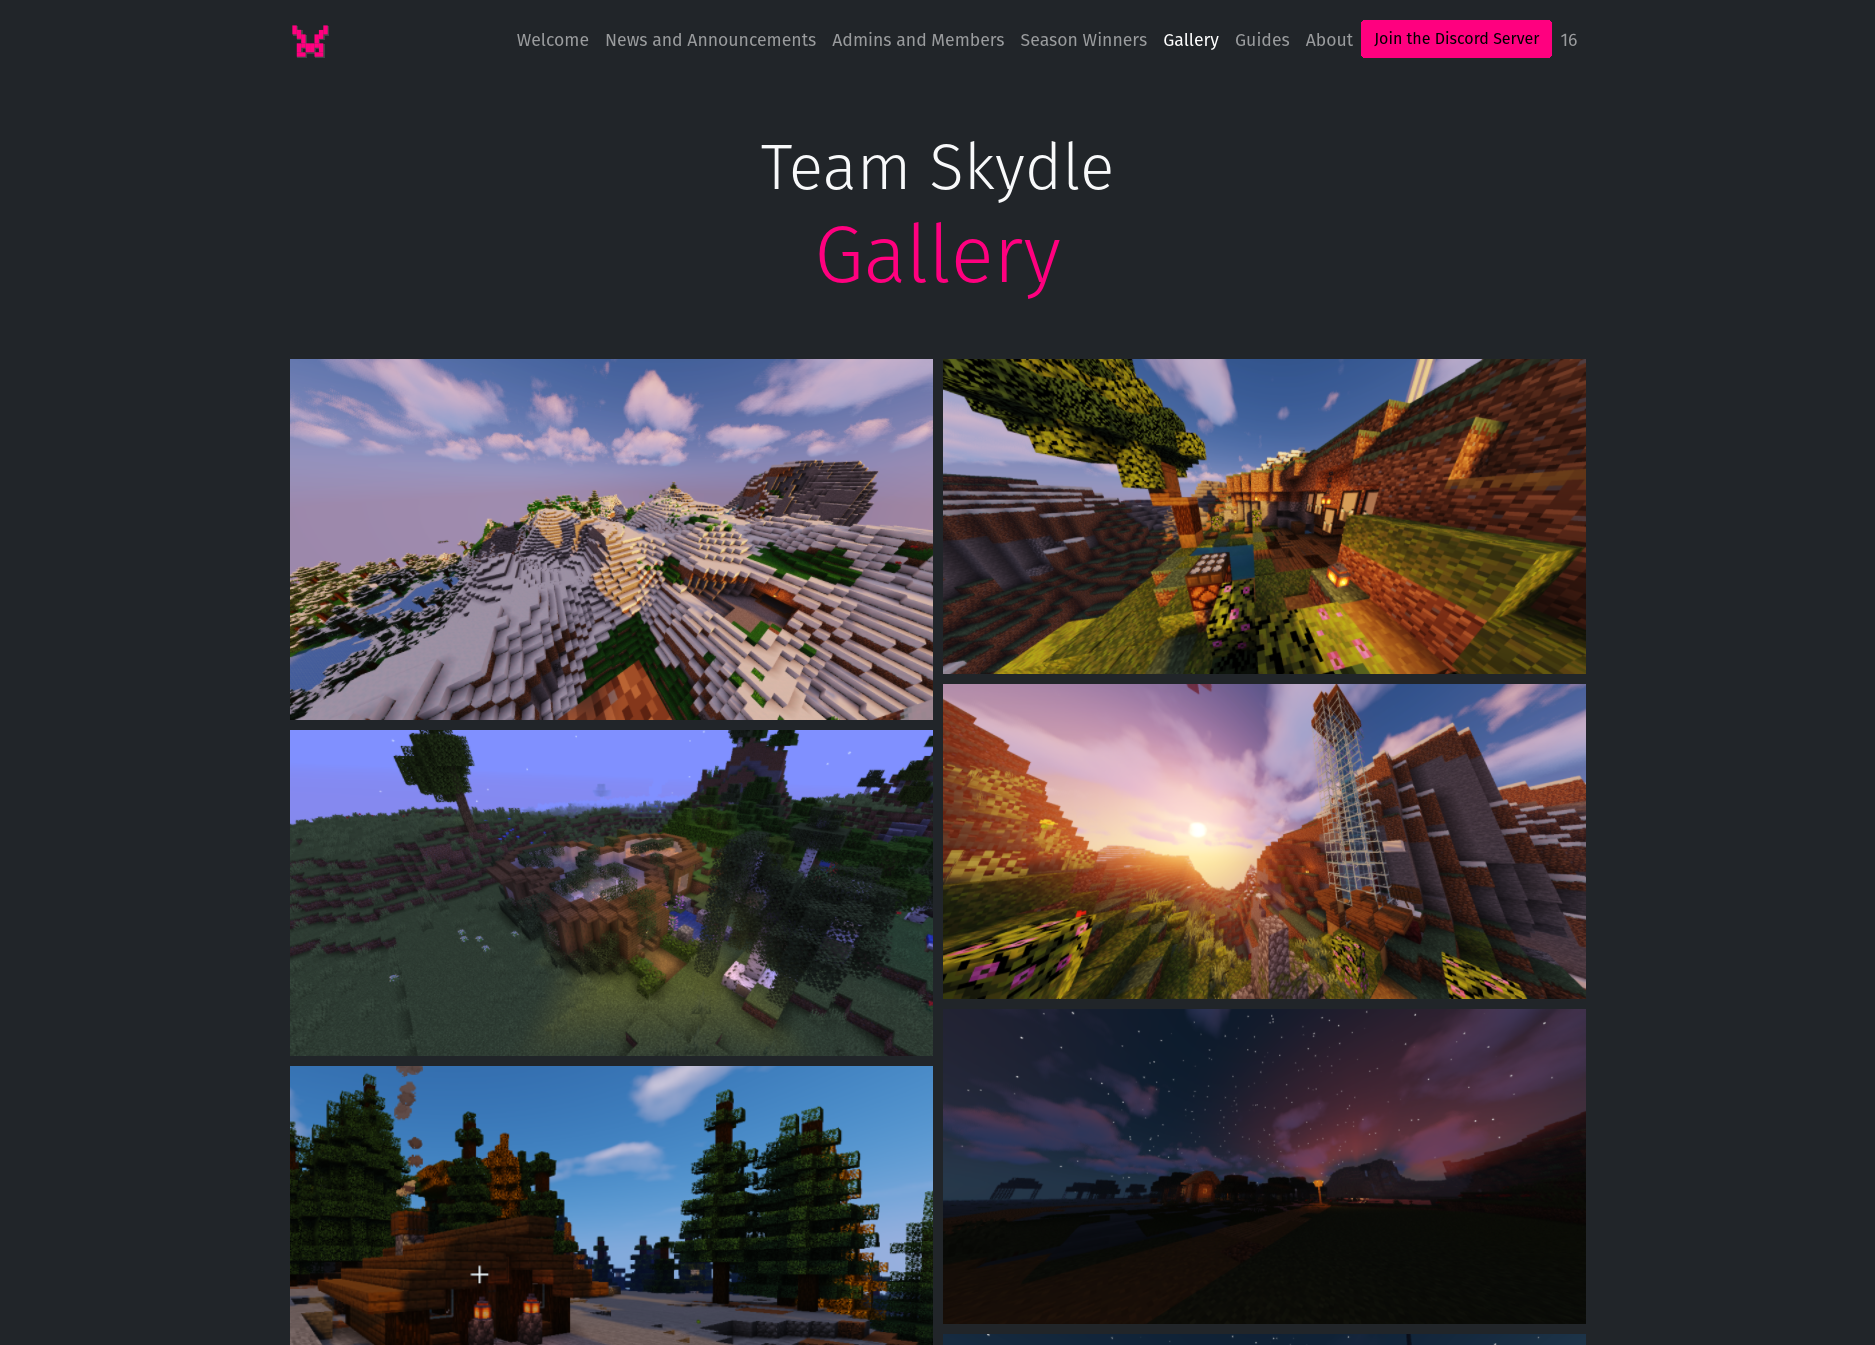 Welcome News and Announcements Admins and Members Season Winners Gallery Guides About Join the Discord Server 16
Team Skydle
Gallery